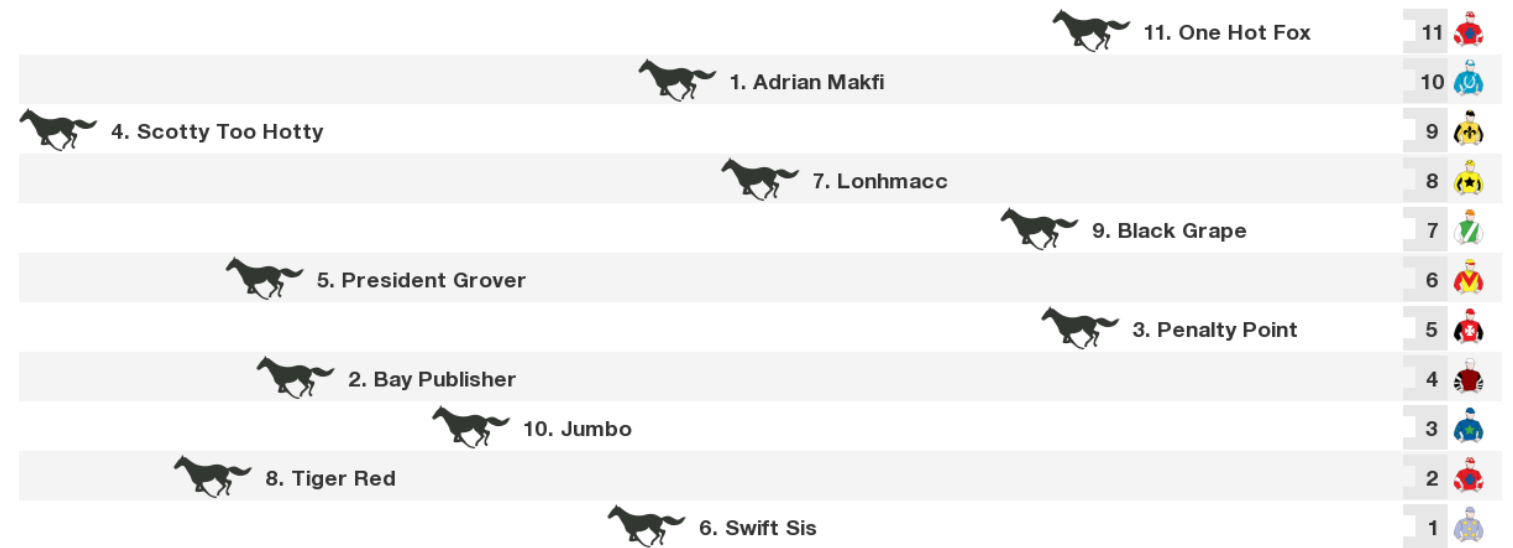 11. One Hot Fox 11
1. Adrian Makfi 10
4. Scotty Too Hotty 9
7. Lonhmacc 8
9. Black Grape 7
5. President Grover 6
3. Penalty Point 5
2. Bay Publisher 4
10. Jumbo 3
8. Tiger Red 2
6. Swift Sis 1